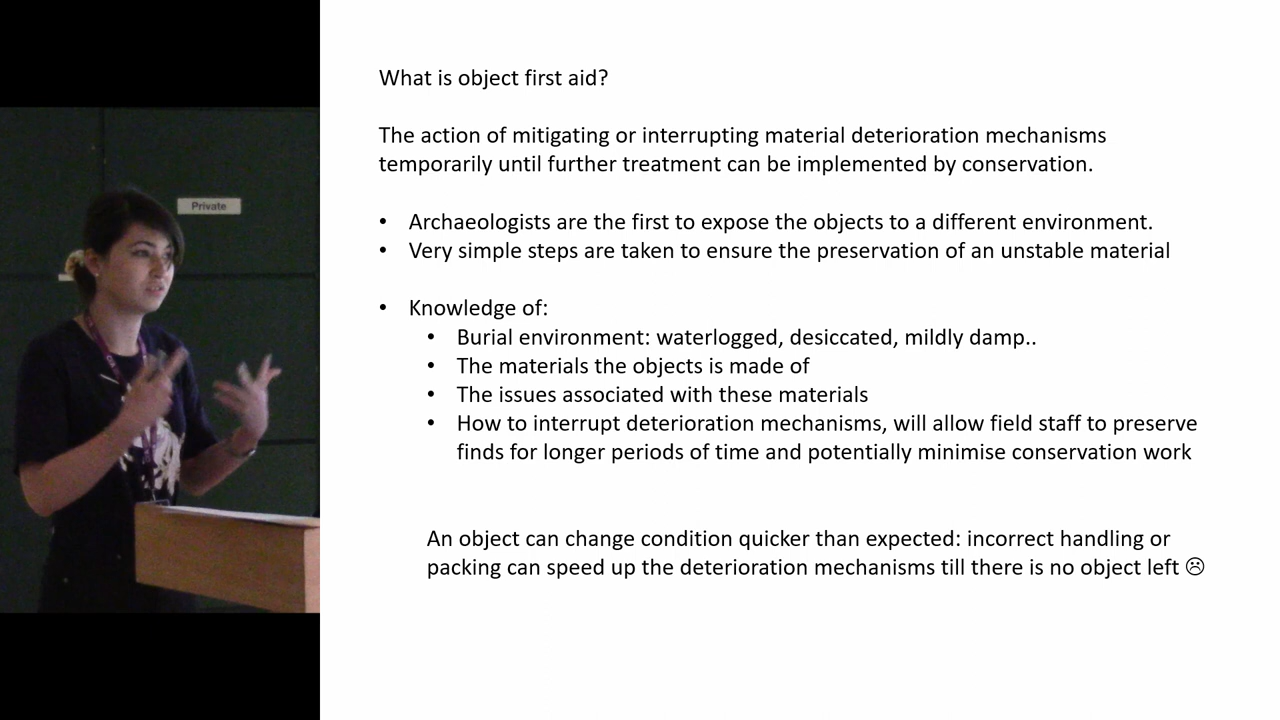 Private
What is object first aid?
The action of mitigating or interrupting material deterioration mechanisms
temporarily until further treatment can be implemented by conservation.
• Archaeologists are the first to expose the objects to a different environment.
• Very simple steps are taken to ensure the preservation of an unstable material
• Knowledge of:
• Burial environment: waterlogged, desiccated, mildly damp..
• The materials the objects is made of
• The issues associated with these materials
• How to interrupt deterioration mechanisms, will allow field staff to preserve
finds for longer periods of time and potentially minimise conservation work
An object can change condition quicker than expected: incorrect handling or
packing can speed up the deterioration mechanisms till there is no object left ☹